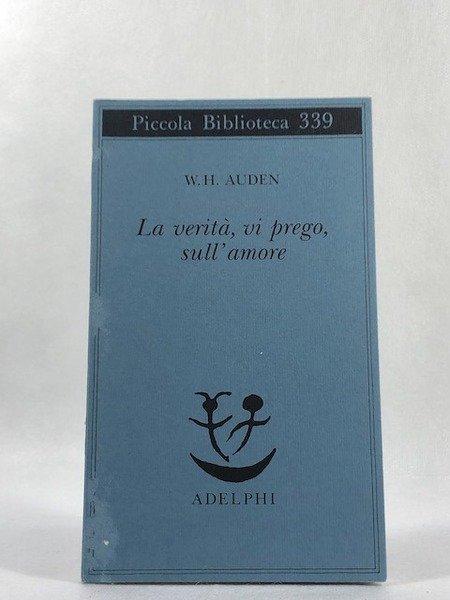 Piccola Biblioteca 339
W.H. AUDEN
La verità, vi prego,
sull'amore
ADELPHI